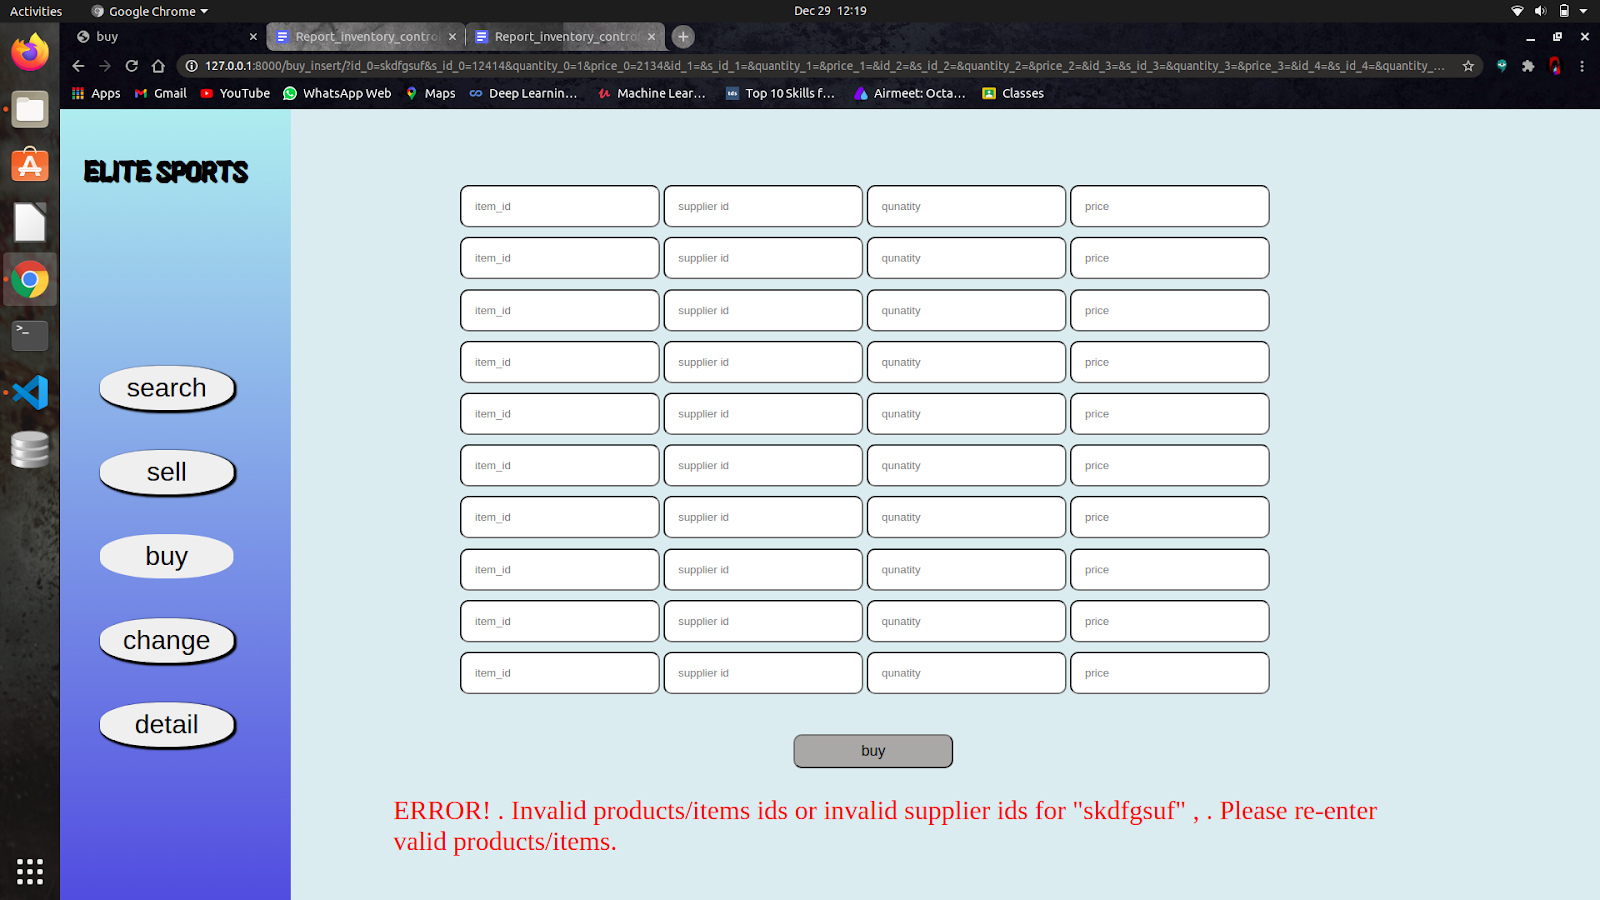 Activities Google Chrome Dec 29 12:19
buy Report_inventory_contro Report_inventory_contro
127.0.0.1:8000/buy_insert/?id_0=skdfgsuf&s_id_0=12414&quantity_0=1&price_0=2134&id_1=&s_id_1=&quantity_1=&price_1=&id_2=&s_id_2=&quantity_2=&price_2=&id_3=&s_id_3=&quantity_3=&price_3=&id_4=&s_id_4=&quantity_...
Apps Gmail YouTube WhatsApp Web Maps Deep Learnin... Machine Lear... tds Top 10 Skills f... Airmeet: Octa... Classes
ELITE SPORTS
search
sell
buy
change
detail
item_id supplier id qunatity price
item_id supplier id qunatity price
item_id supplier id qunatity price
item_id supplier id qunatity price
item_id supplier id qunatity price
item_id supplier id qunatity price
item_id supplier id qunatity price
item_id supplier id qunatity price
item_id supplier id qunatity price
item_id supplier id qunatity price
buy
ERROR! . Invalid products/items ids or invalid supplier ids for "skdfgsuf" , . Please re-enter
valid products/items.